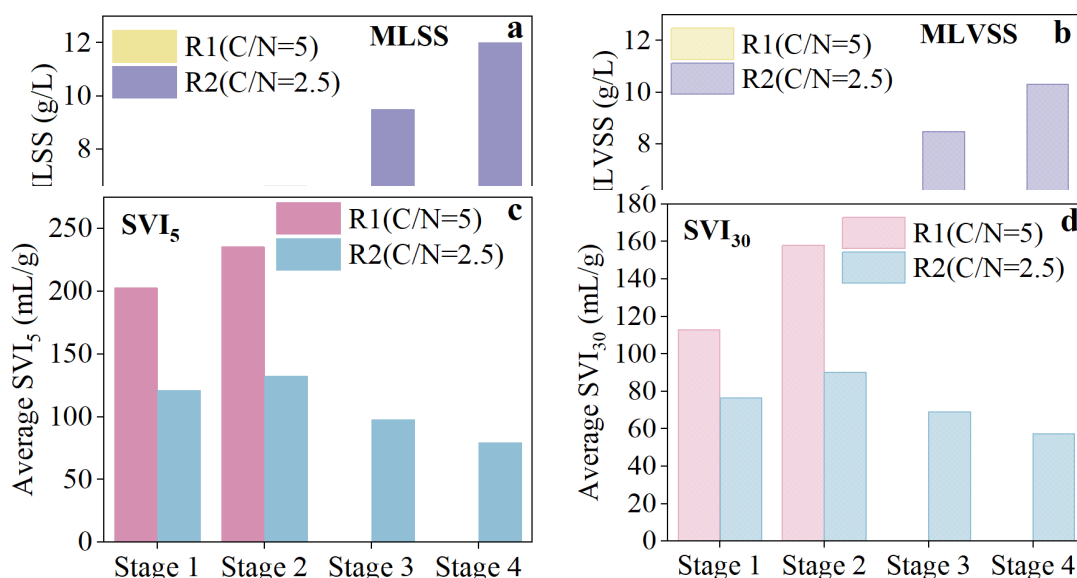 a
MLSS
R1(C/N=5)
R2(C/N=2.5)
LSS (g/L)
12
10
8
b
MLVSS
R1(C/N=5)
R2(C/N=2.5)
LVSS (g/L)
10
8
c
SVI₅
R1(C/N=5)
R2(C/N=2.5)
Average SVI₅ (mL/g)
250
200
150
100
50
0
Stage 1 Stage 2 Stage 3 Stage 4
d
SVI₃₀
R1(C/N=5)
R2(C/N=2.5)
Average SVI₃₀ (mL/g)
180
160
140
120
100
80
60
40
20
0
Stage 1 Stage 2 Stage 3 Stage 4